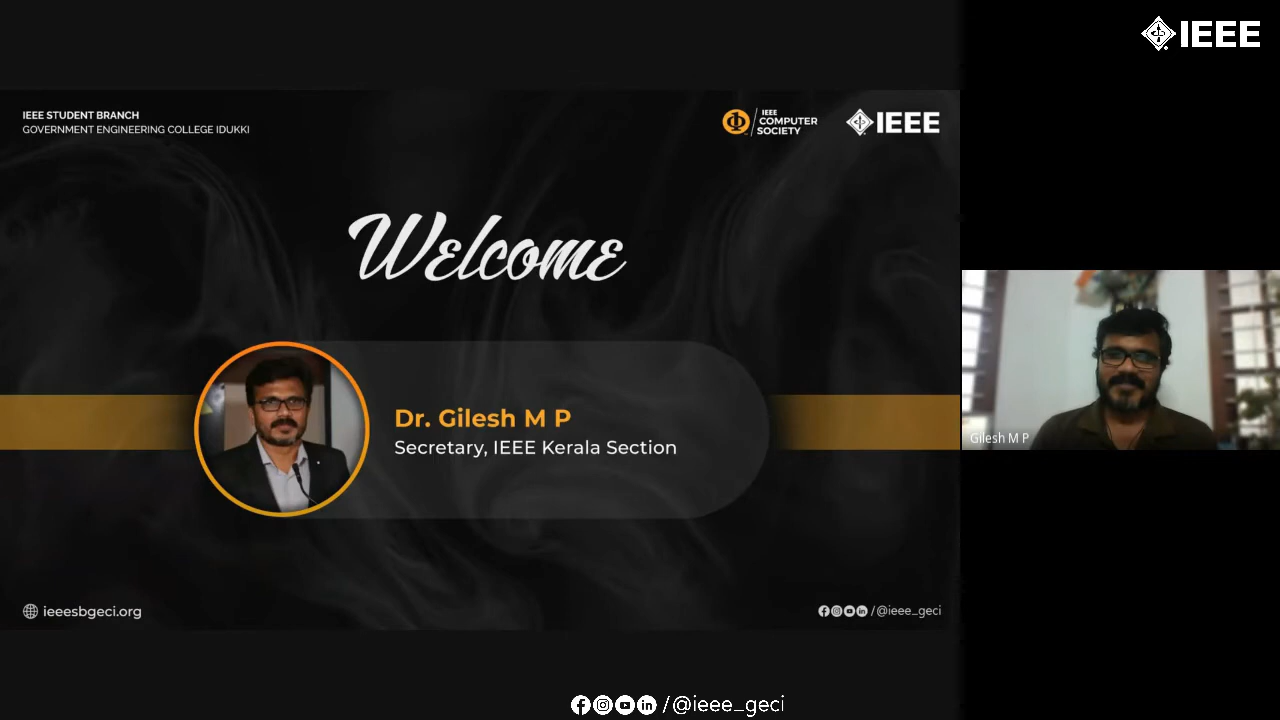 IEEE
IEEE STUDENT BRANCH
GOVERNMENT ENGINEERING COLLEGE IDUKKI
IEEE
COMPUTER
SOCIETY
IEEE
Welcome
Dr. Gilesh M P
Secretary, IEEE Kerala Section
Gilesh M P
ieeesbgeci.org
/@ieee_geci
/@ieee_geci